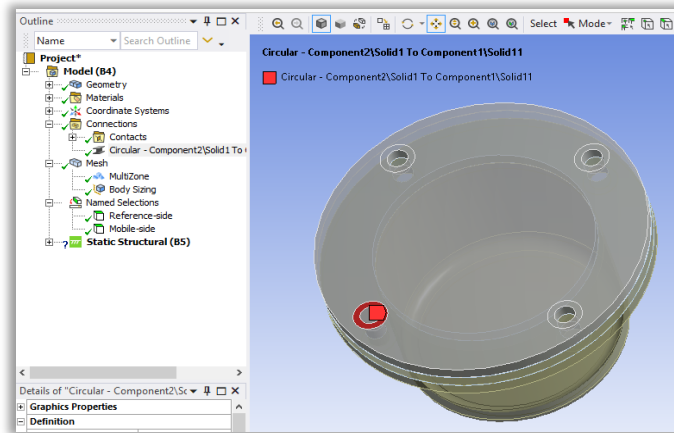 Outline
Name Search Outline
Project*
Model (B4)
Geometry
Materials
Coordinate Systems
Connections
Contacts
Circular - Component2\Solid1 To C
Mesh
MultiZone
Body Sizing
Named Selections
Reference-side
Mobile-side
Static Structural (B5)
Details of "Circular - Component2\Sc
Graphics Properties
Definition
Select Mode
Circular - Component2\Solid1 To Component1\Solid11
Circular - Component2\Solid1 To Component1\Solid11